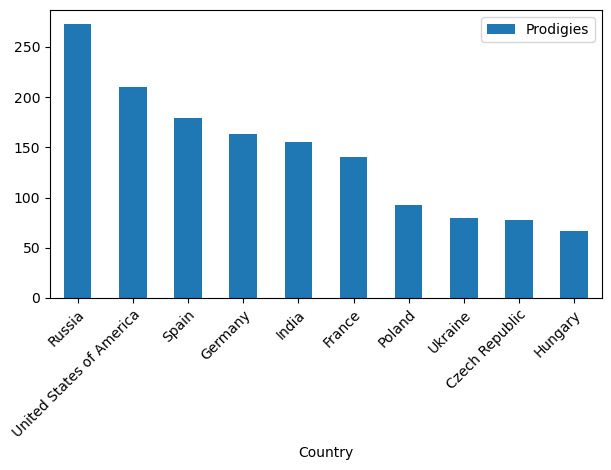 Prodigies
250
200
150
100
50
0
Russia
United States of America
Spain
Germany
India
France
Poland
Ukraine
Czech Republic
Hungary
Country